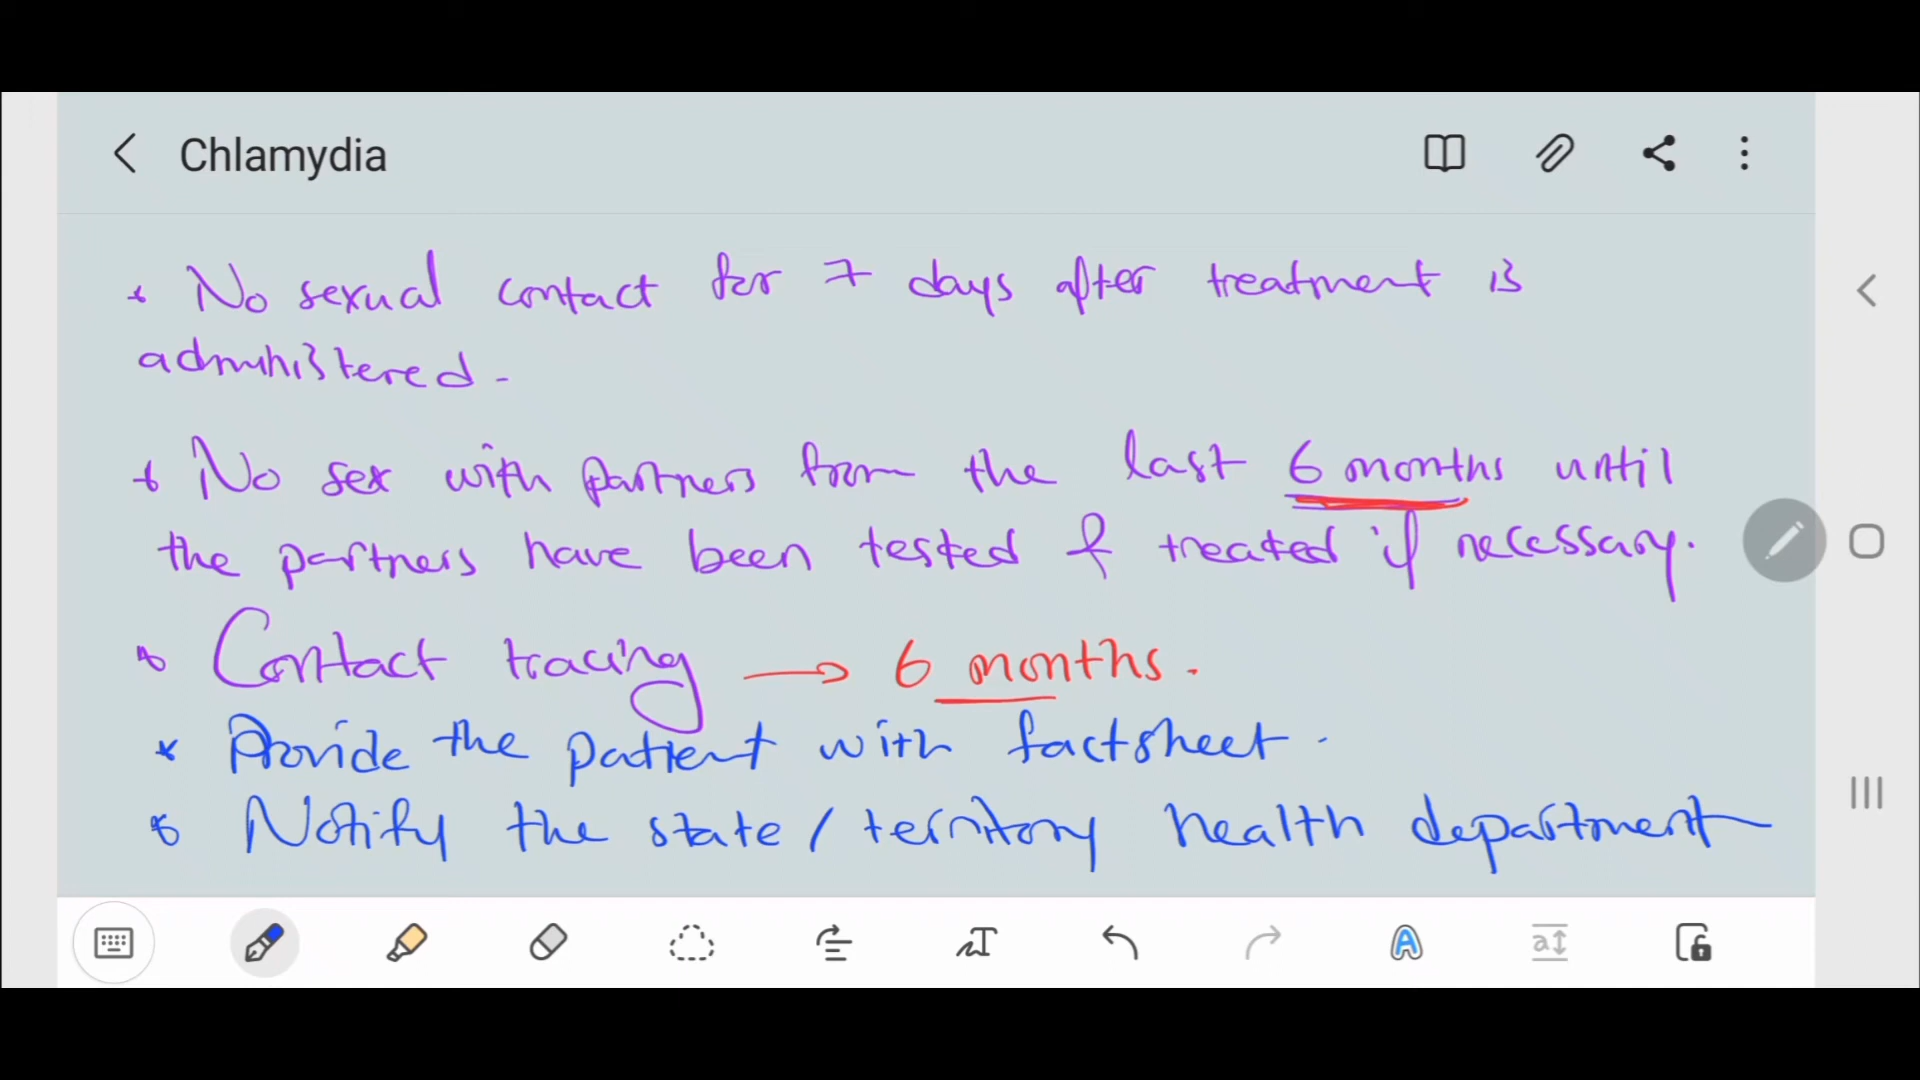 Chlamydia
* No sexual contact for 7 days after treatment is
administered.
* No sex with partners from the last 6 months until
the partners have been tested & treated if necessary.
* Contact tracing → 6 months.
* Provide the patient with factsheet.
* Notify the state / territory health department